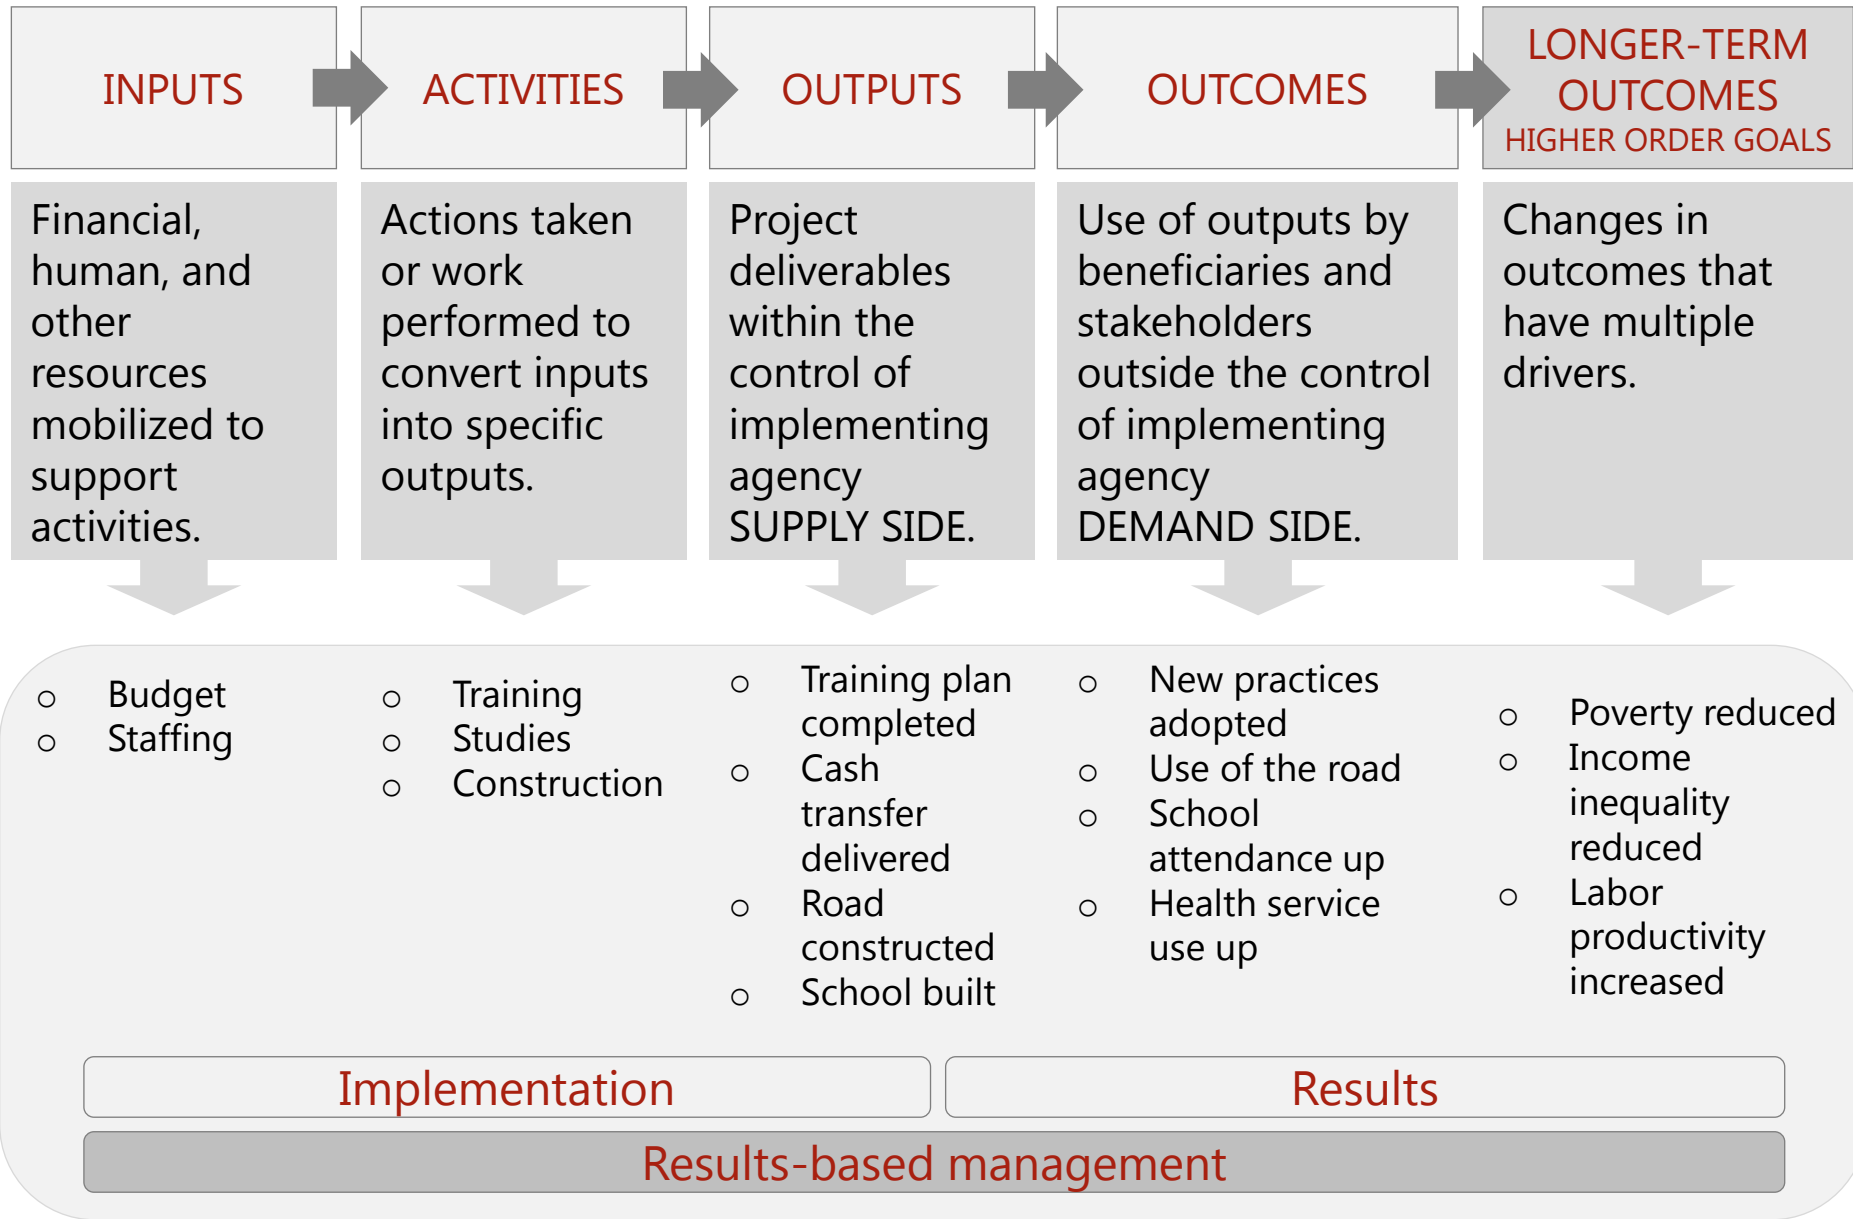 INPUTS
ACTIVITIES
OUTPUTS
OUTCOMES
LONGER-TERM
OUTCOMES
HIGHER ORDER GOALS
Financial,
human, and
other
resources
mobilized to
support
activities.
Actions taken
or work
performed to
convert inputs
into specific
outputs.
Project
deliverables
within the
control of
implementing
agency
SUPPLY SIDE.
Use of outputs by
beneficiaries and
stakeholders
outside the control
of implementing
agency
DEMAND SIDE.
Changes in
outcomes that
have multiple
drivers.
o Budget
o Staffing
o Training
o Studies
o Construction
o Training plan
completed
o Cash
transfer
delivered
o Road
constructed
o School built
o New practices
adopted
o Use of the road
o School
attendance up
o Health service
use up
o Poverty reduced
o Income
inequality
reduced
o Labor
productivity
increased
Implementation
Results
Results-based management